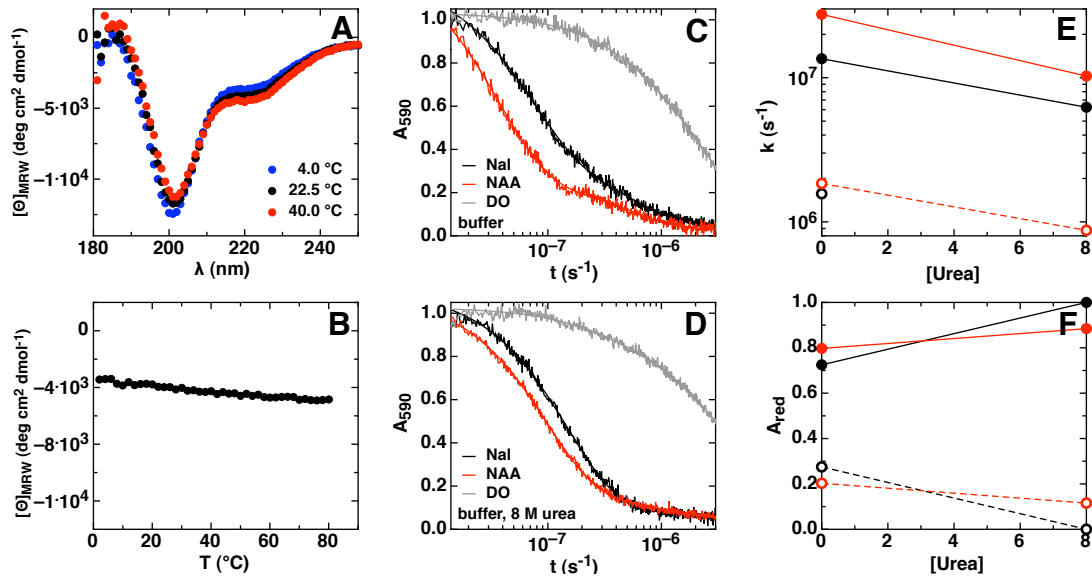 A
[Θ]MRW (deg cm² dmol⁻¹)
0
−5·10³
−1·10⁴
4.0 °C
22.5 °C
40.0 °C
180 200 220 240
λ (nm)
B
[Θ]MRW (deg cm² dmol⁻¹)
0
−4·10³
−8·10³
−1·10⁴
0 20 40 60 80
T (°C)
C
A590
1.0
0.8
0.6
0.4
0.2
0.0
Nal
NAA
DO
buffer
10⁻⁷ 10⁻⁶
t (s⁻¹)
D
A590
1.0
0.8
0.6
0.4
0.2
0.0
Nal
NAA
DO
buffer, 8 M urea
10⁻⁷ 10⁻⁶
t (s⁻¹)
E
k (s⁻¹)
10⁷
10⁶
0 2 4 6 8
[Urea]
F
Ared
1.0
0.8
0.6
0.4
0.2
0.0
0 2 4 6 8
[Urea]